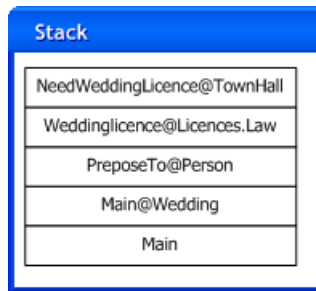 Stack
NeedWeddingLicence@TownHall
Weddinglicence@Licences.Law
PreposeTo@Person
Main@Wedding
Main